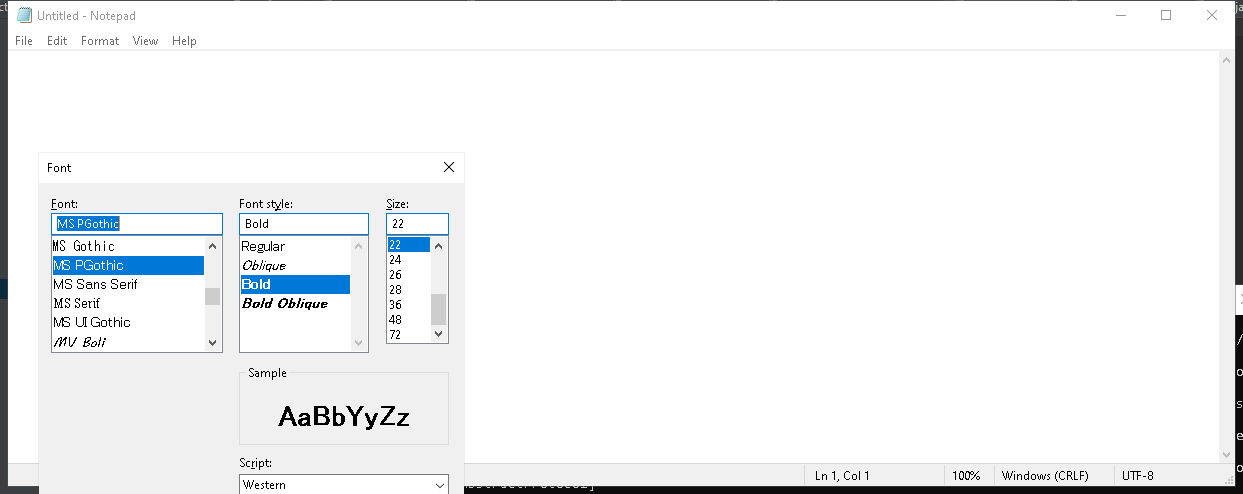 Untitled - Notepad
File Edit Format View Help
Font
Font: Font style: Size:
MS PGothic Bold 22
MS Gothic Regular 22
MS PGothic Oblique 24
MS Sans Serif Bold 26
MS Serif Bold Oblique 28
MS UI Gothic 36
MV Boli 48
72
Sample
AaBbYyZz
Script:
Western
Ln 1, Col 1 100% Windows (CRLF) UTF-8